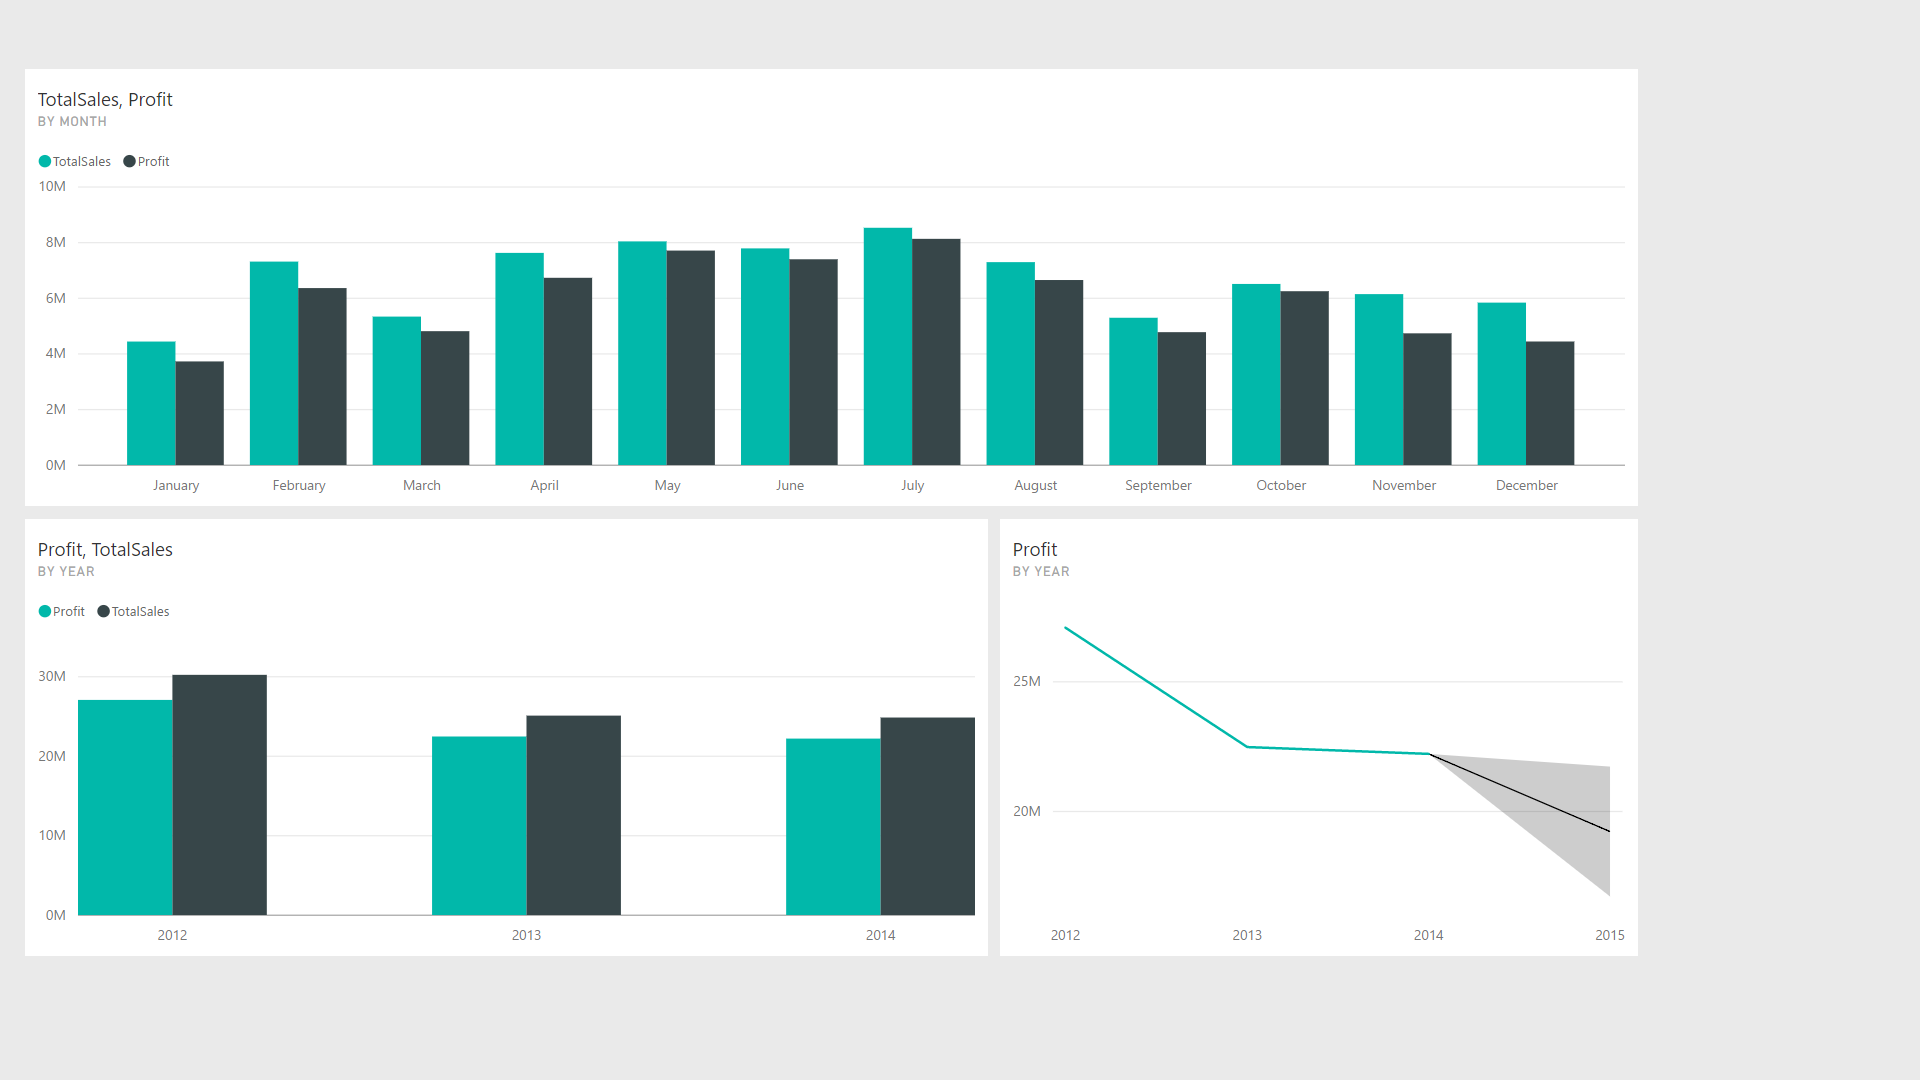 TotalSales, Profit
BY MONTH
TotalSales Profit
10M
8M
6M
4M
2M
0M
January February March April May June July August September October November December
Profit, TotalSales
BY YEAR
Profit TotalSales
30M
20M
10M
0M
2012 2013 2014
Profit
BY YEAR
25M
20M
2012 2013 2014 2015